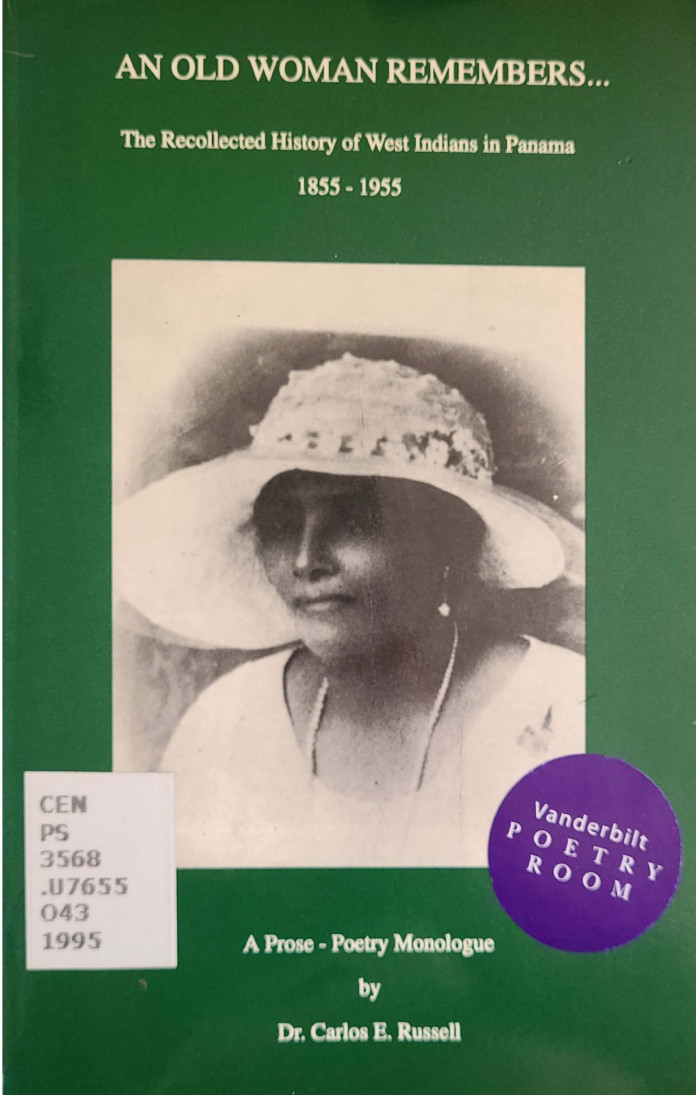 AN OLD WOMAN REMEMBERS...
The Recollected History of West Indians in Panama
1855 - 1955
CEN
PS
3568
.U7655
O43
1995
Vanderbilt
POETRY
ROOM
A Prose - Poetry Monologue
by
Dr. Carlos E. Russell